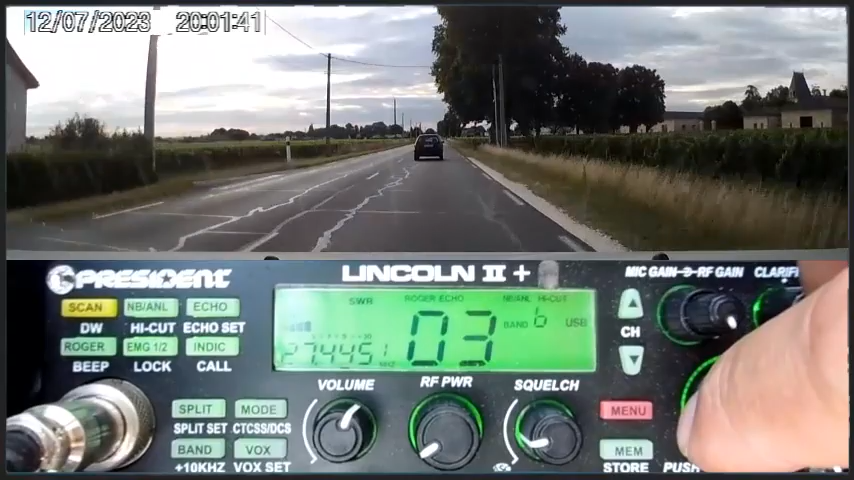 12/07/2023 20:01:41
PRESIDENT LINCOLN II + MIC GAIN RF GAIN CLARIFI
SCAN NB/ANL ECHO
DW HI-CUT ECHO SET
ROGER EMG 1/2 INDIC
BEEP LOCK CALL
SWR ROGER ECHO NB/ANL HI-CUT
03 BAND b USB
27.4451 MHz
CH
VOLUME RF PWR SQUELCH
SPLIT MODE
SPLIT SET CTCSS/DCS
BAND VOX
+10KHZ VOX SET
MENU
MEM
STORE PUSH